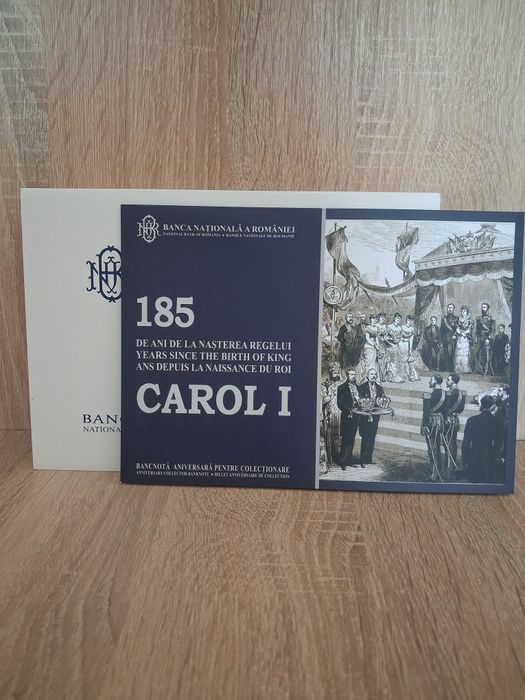 BANCA NAȚIONALĂ A ROMÂNIEI
NATIONAL BANK OF ROMANIA • BANQUE NATIONALE DE ROUMANIE
185
DE ANI DE LA NAȘTEREA REGELUI
YEARS SINCE THE BIRTH OF KING
ANS DEPUIS LA NAISSANCE DU ROI
CAROL I
BANCNOTĂ ANIVERSARĂ PENTRU COLECȚIONARE
ANNIVERSARY COLLECTOR BANKNOTE • BILLET ANNIVERSAIRE DE COLLECTION
BANC
NATIONAL